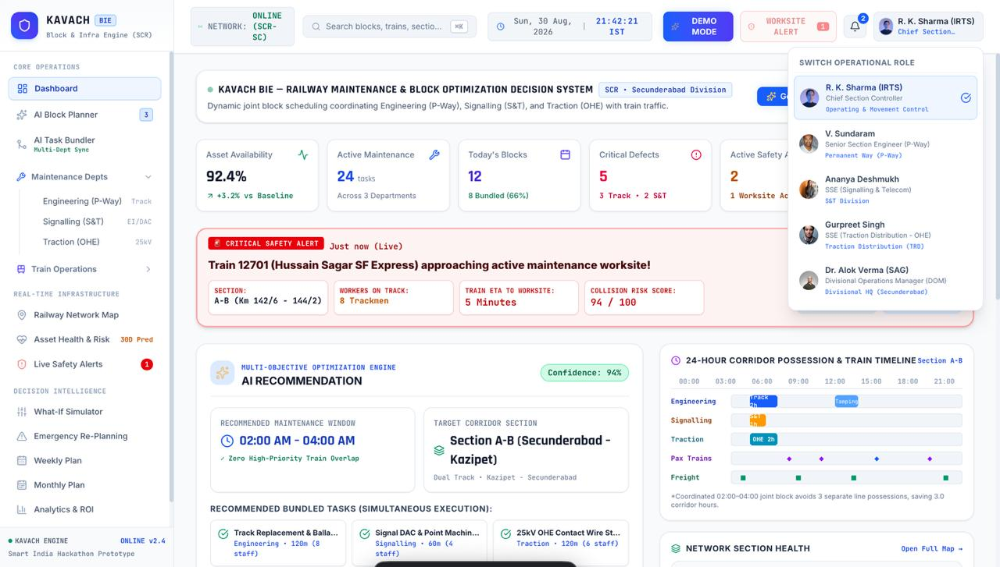 KAVACH BIE
Block & Infra Engine (SCR)
NETWORK: ONLINE (SCR-SC)
Search blocks, trains, sectio... ⌘K
Sun, 30 Aug, 2026 | 21:42:21 IST
DEMO MODE
WORKSITE ALERT 1
2
R. K. Sharma (IRTS)
Chief Section…
CORE OPERATIONS
Dashboard
AI Block Planner 3
AI Task Bundler
Multi-Dept Sync
Maintenance Depts
Engineering (P-Way) Track
Signalling (S&T) EI/DAC
Traction (OHE) 25kV
Train Operations
REAL-TIME INFRASTRUCTURE
Railway Network Map
Asset Health & Risk 30D Pred
Live Safety Alerts 1
DECISION INTELLIGENCE
What-If Simulator
Emergency Re-Planning
Weekly Plan
Monthly Plan
Analytics & ROI
KAVACH ENGINE ONLINE v2.4
Smart India Hackathon Prototype
KAVACH BIE — RAILWAY MAINTENANCE & BLOCK OPTIMIZATION DECISION SYSTEM SCR • Secunderabad Division
Dynamic joint block scheduling coordinating Engineering (P-Way), Signalling (S&T), and Traction (OHE) with train traffic.
Asset Availability
92.4%
+3.2% vs Baseline
Active Maintenance
24 tasks
Across 3 Departments
Today's Blocks
12
8 Bundled (66%)
Critical Defects
5
3 Track • 2 S&T
Active Safety A
2
1 Worksite Ac
SWITCH OPERATIONAL ROLE
R. K. Sharma (IRTS)
Chief Section Controller
Operating & Movement Control
V. Sundaram
Senior Section Engineer (P-Way)
Permanent Way (P-Way)
Ananya Deshmukh
SSE (Signalling & Telecom)
S&T Division
Gurpreet Singh
SSE (Traction Distribution - OHE)
Traction Distribution (TRD)
Dr. Alok Verma (SAG)
Divisional Operations Manager (DOM)
Divisional HQ (Secunderabad)
🚨 CRITICAL SAFETY ALERT Just now (Live)
Train 12701 (Hussain Sagar SF Express) approaching active maintenance worksite!
SECTION:
A-B (Km 142/6 - 144/2)
WORKERS ON TRACK:
8 Trackmen
TRAIN ETA TO WORKSITE:
5 Minutes
COLLISION RISK SCORE:
94 / 100
MULTI-OBJECTIVE OPTIMIZATION ENGINE
AI RECOMMENDATION
Confidence: 94%
RECOMMENDED MAINTENANCE WINDOW
02:00 AM - 04:00 AM
✓ Zero High-Priority Train Overlap
TARGET CORRIDOR SECTION
Section A-B (Secunderabad - Kazipet)
Dual Track • Kazipet - Secunderabad
RECOMMENDED BUNDLED TASKS (SIMULTANEOUS EXECUTION):
Track Replacement & Balla...
Engineering • 120m (8 staff)
Signal DAC & Point Machin...
Signalling • 60m (4 staff)
25kV OHE Contact Wire St...
Traction • 120m (6 staff)
24-HOUR CORRIDOR POSSESSION & TRAIN TIMELINE Section A-B
00:00 03:00 06:00 09:00 12:00 15:00 18:00 21:00
Engineering Track 2h Tamping
Signalling S&T 1h
Traction OHE 2h
Pax Trains
Freight
*Coordinated 02:00–04:00 joint block avoids 3 separate line possessions, saving 3.0
corridor hours.
NETWORK SECTION HEALTH Open Full Map →